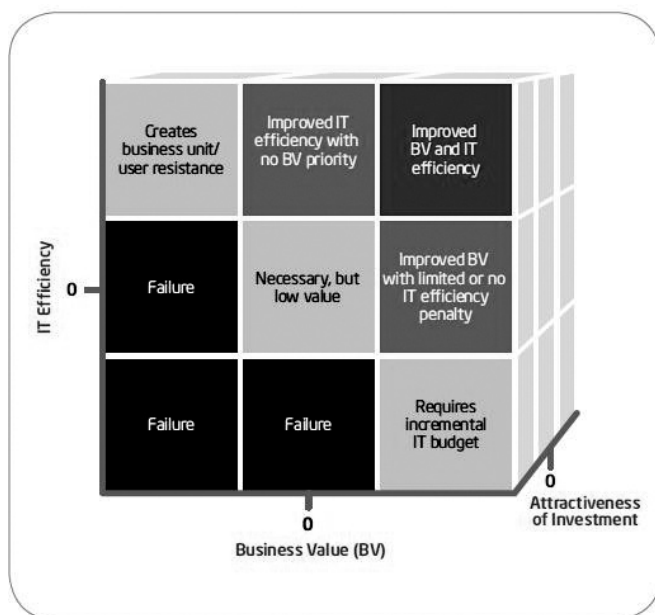 Creates
business unit/
user resistance
Improved IT
efficiency with
no BV priority
Improved
BV and IT
efficiency
Failure
Necessary, but
low value
Improved BV
with limited or no
IT efficiency
penalty
Failure
Failure
Requires
incremental
IT budget
IT Efficiency
0
0
Business Value (BV)
0
Attractiveness
of Investment